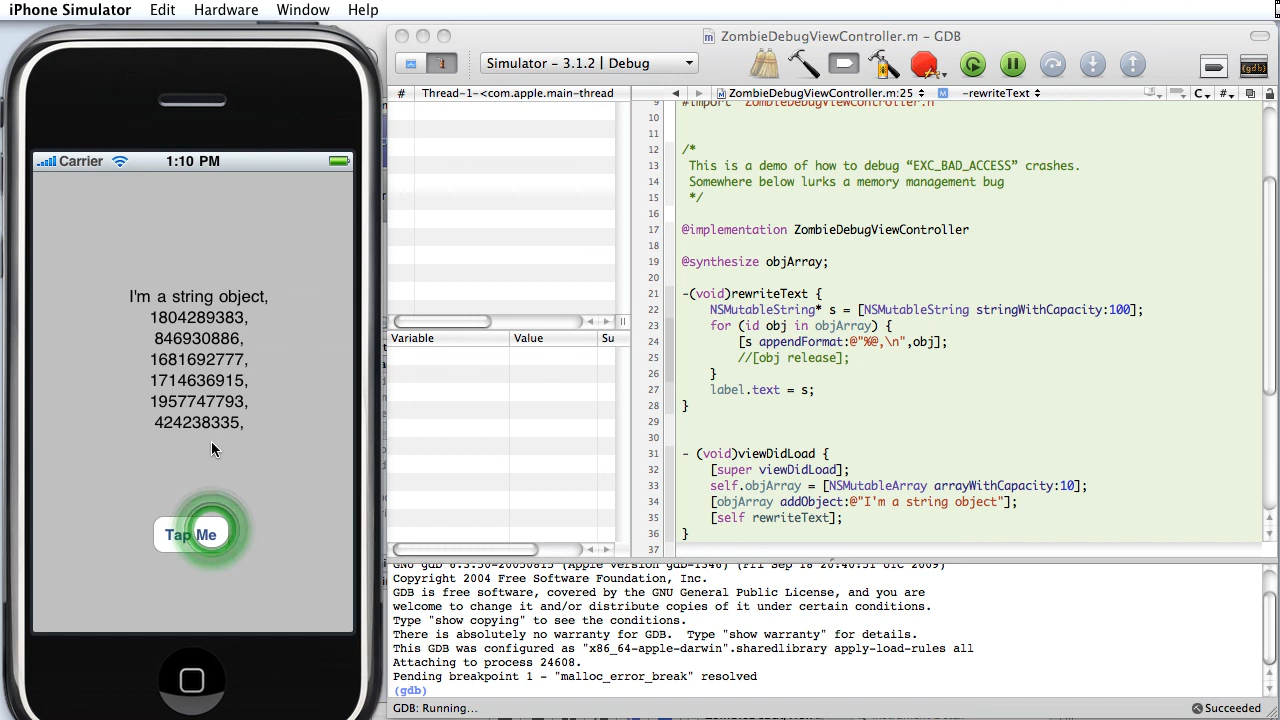 iPhone Simulator Edit Hardware Window Help
ZombieDebugViewController.m - GDB
Simulator - 3.1.2 | Debug
# Thread-1-<com.apple.main-thread
ZombieDebugViewController.m:25 -rewriteText C #
Carrier 1:10 PM
I'm a string object,
1804289383,
846930886,
1681692777,
1714636915,
1957747793,
424238335,
Tap Me
Variable Value Su
9 #import "ZombieDebugViewController.h"
10
11
12 /*
13 This is a demo of how to debug “EXC_BAD_ACCESS” crashes.
14 Somewhere below lurks a memory management bug
15 */
16
17 @implementation ZombieDebugViewController
18
19 @synthesize objArray;
20
21 -(void)rewriteText {
22 NSMutableString* s = [NSMutableString stringWithCapacity:100];
23 for (id obj in objArray) {
24 [s appendFormat:@"%@,\n",obj];
25 //[obj release];
26 }
27 label.text = s;
28 }
29
30
31 - (void)viewDidLoad {
32 [super viewDidLoad];
33 self.objArray = [NSMutableArray arrayWithCapacity:10];
34 [objArray addObject:@"I'm a string object"];
35 [self rewriteText];
36 }
37
Copyright 2004 Free Software Foundation, Inc.
GDB is free software, covered by the GNU General Public License, and you are
welcome to change it and/or distribute copies of it under certain conditions.
Type "show copying" to see the conditions.
There is absolutely no warranty for GDB. Type "show warranty" for details.
This GDB was configured as "x86_64-apple-darwin".sharedlibrary apply-load-rules all
Attaching to process 24608.
Pending breakpoint 1 - "malloc_error_break" resolved
(gdb)
GDB: Running... Succeeded